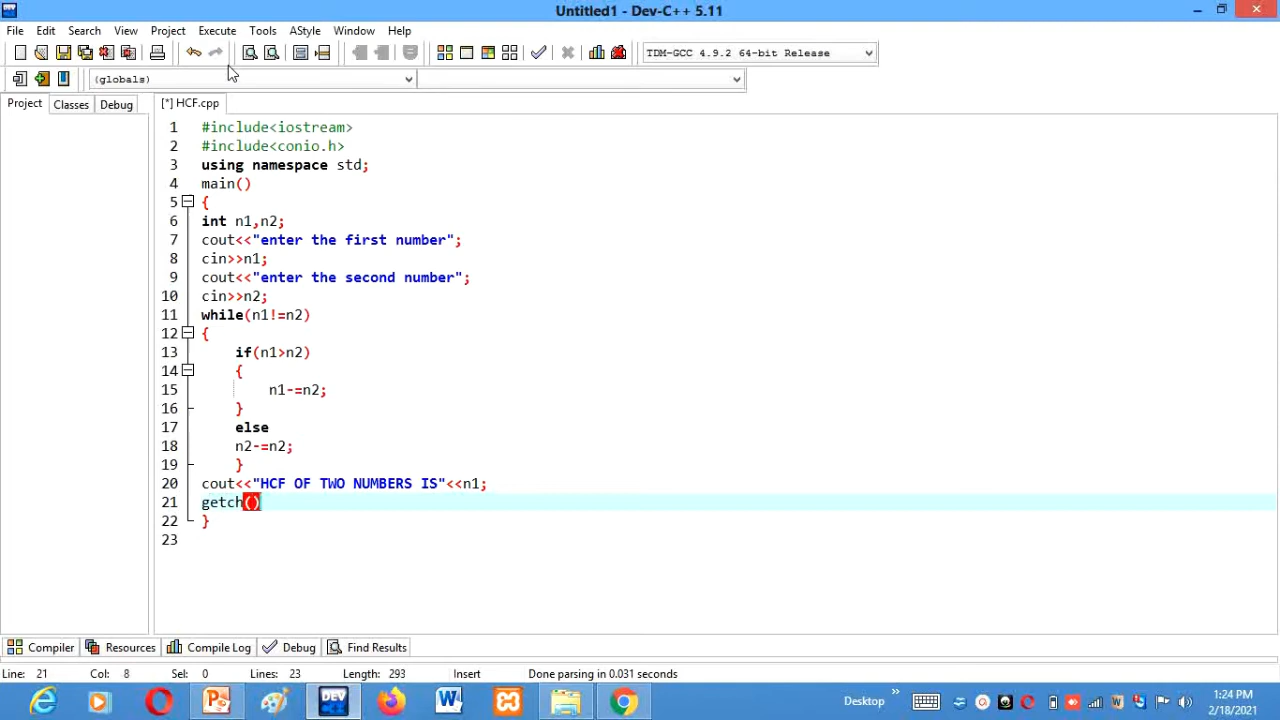 Untitled1 - Dev-C++ 5.11
DEV C++
File Edit Search View Project Execute Tools AStyle Window Help
TDM-GCC 4.9.2 64-bit Release
(globals)
Project Classes Debug
[*] HCF.cpp
1 #include<iostream>
2 #include<conio.h>
3 using namespace std;
4 main()
5 {
6 int n1,n2;
7 cout<<"enter the first number";
8 cin>>n1;
9 cout<<"enter the second number";
10 cin>>n2;
11 while(n1!=n2)
12 {
13 if(n1>n2)
14 {
15 n1-=n2;
16 }
17 else
18 n2-=n2;
19 }
20 cout<<"HCF OF TWO NUMBERS IS"<<n1;
21 getch()
22 }
23
Compiler Resources Compile Log Debug Find Results
Line: 21 Col: 8 Sel: 0 Lines: 23 Length: 293 Insert Done parsing in 0.031 seconds
DEV
Desktop
1:24 PM
2/18/2021